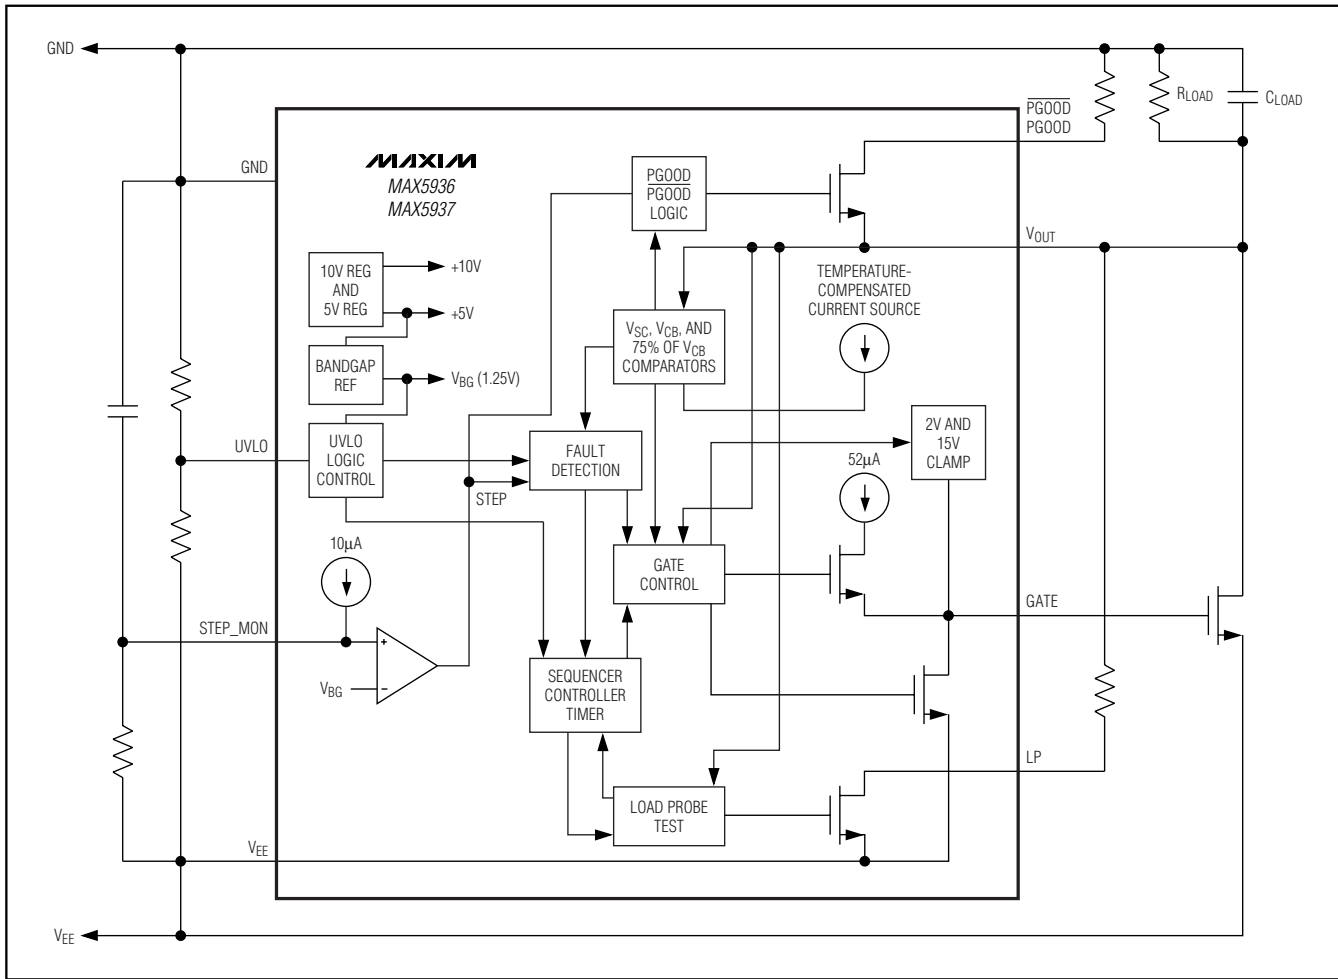 GND
PGOOD
PGOOD
RLOAD
CLOAD
GND
MAXIM
MAX5936
MAX5937
PGOOD
PGOOD
LOGIC
VOUT
10V REG
AND
5V REG
+10V
+5V
TEMPERATURE-
COMPENSATED
CURRENT SOURCE
VSC, VCB, AND
75% OF VCB
COMPARATORS
BANDGAP
REF
VBG (1.25V)
2V AND
15V
CLAMP
UVLO
UVLO
LOGIC
CONTROL
FAULT
DETECTION
52µA
STEP
10µA
GATE
CONTROL
GATE
STEP_MON
+
VBG
−
SEQUENCER
CONTROLLER
TIMER
LP
LOAD PROBE
TEST
VEE
VEE